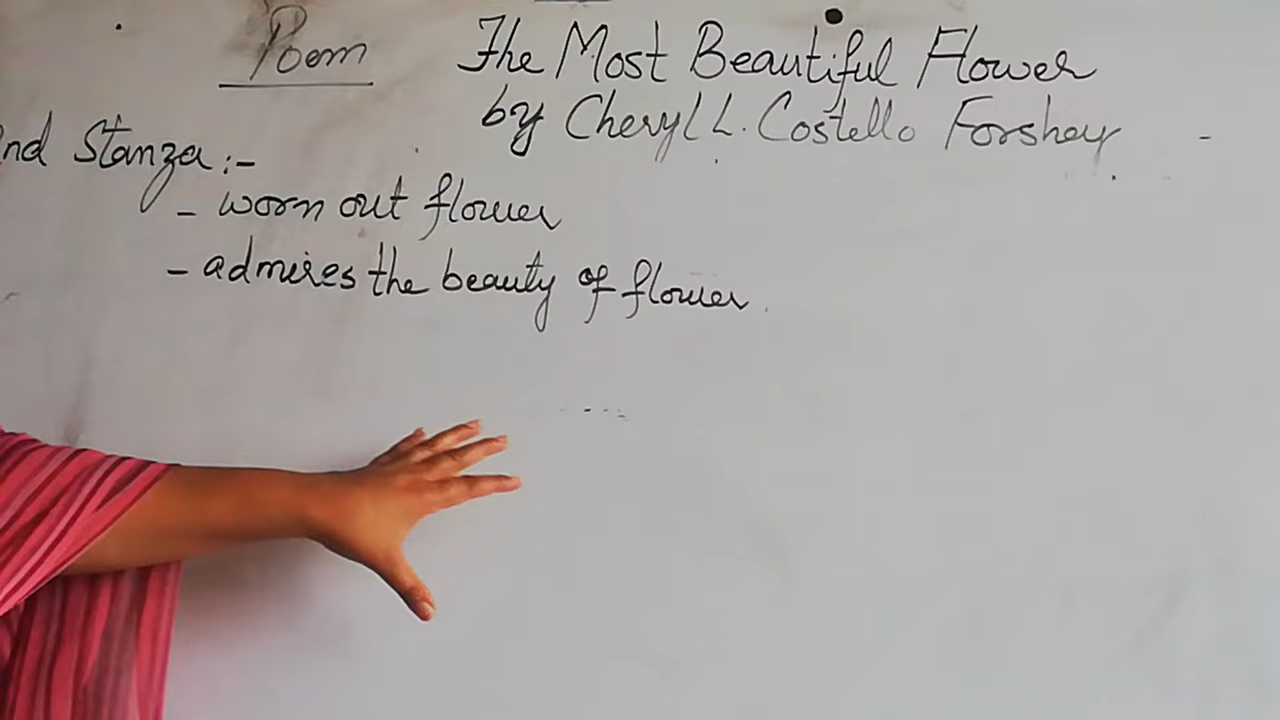 Poem
The Most Beautiful Flower
by Cheryl L. Costello Forshey
nd Stanza :-
- worn out flower
- admires the beauty of flower